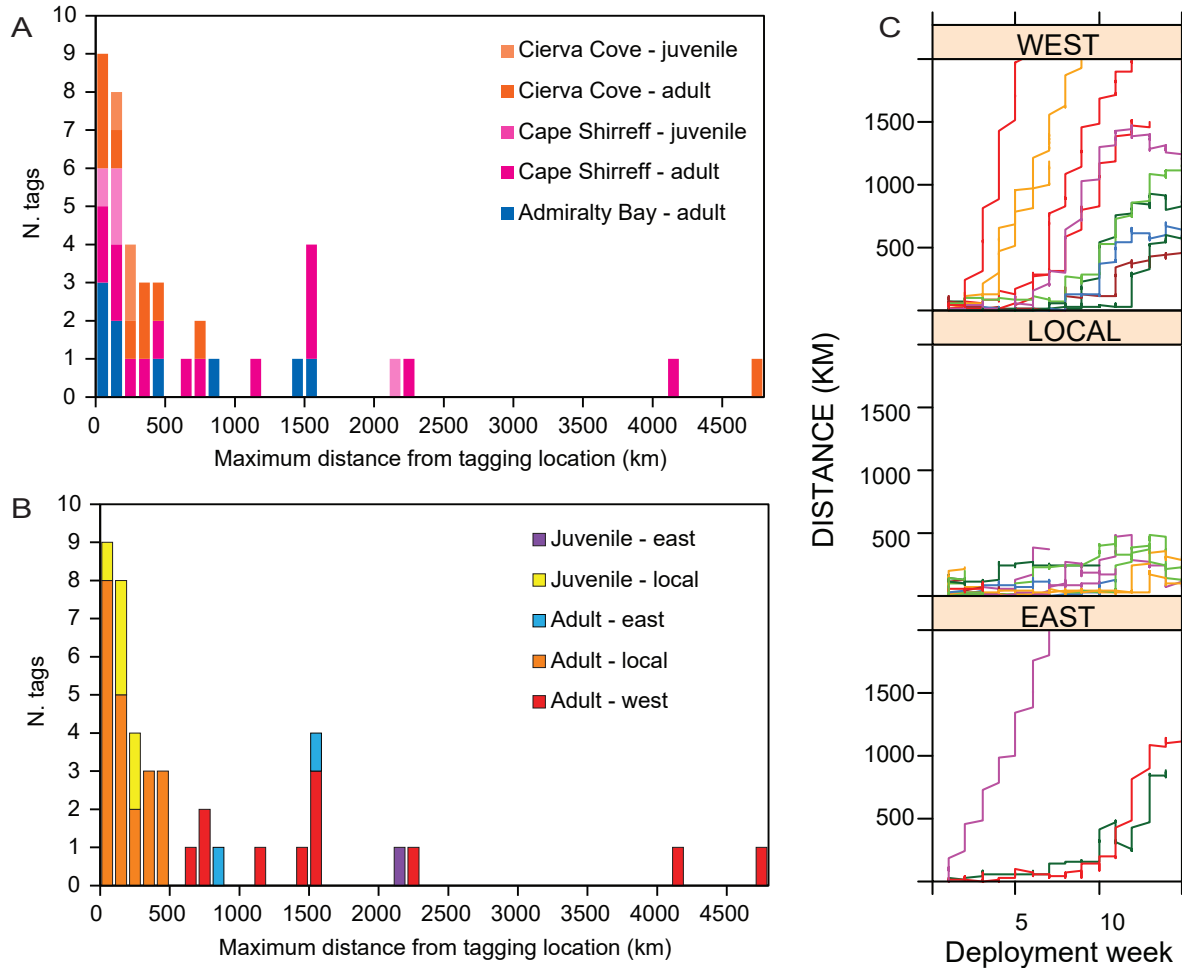 A
10
9
8
7
6
5
4
3
2
1
0
N. tags
Cierva Cove - juvenile
Cierva Cove - adult
Cape Shirreff - juvenile
Cape Shirreff - adult
Admiralty Bay - adult
0 500 1000 1500 2000 2500 3000 3500 4000 4500
Maximum distance from tagging location (km)
B
10
9
8
7
6
5
4
3
2
1
0
N. tags
Juvenile - east
Juvenile - local
Adult - east
Adult - local
Adult - west
0 500 1000 1500 2000 2500 3000 3500 4000 4500
Maximum distance from tagging location (km)
C
WEST
1500
1000
500
LOCAL
1500
1000
500
EAST
1500
1000
500
DISTANCE (KM)
5 10
Deployment week